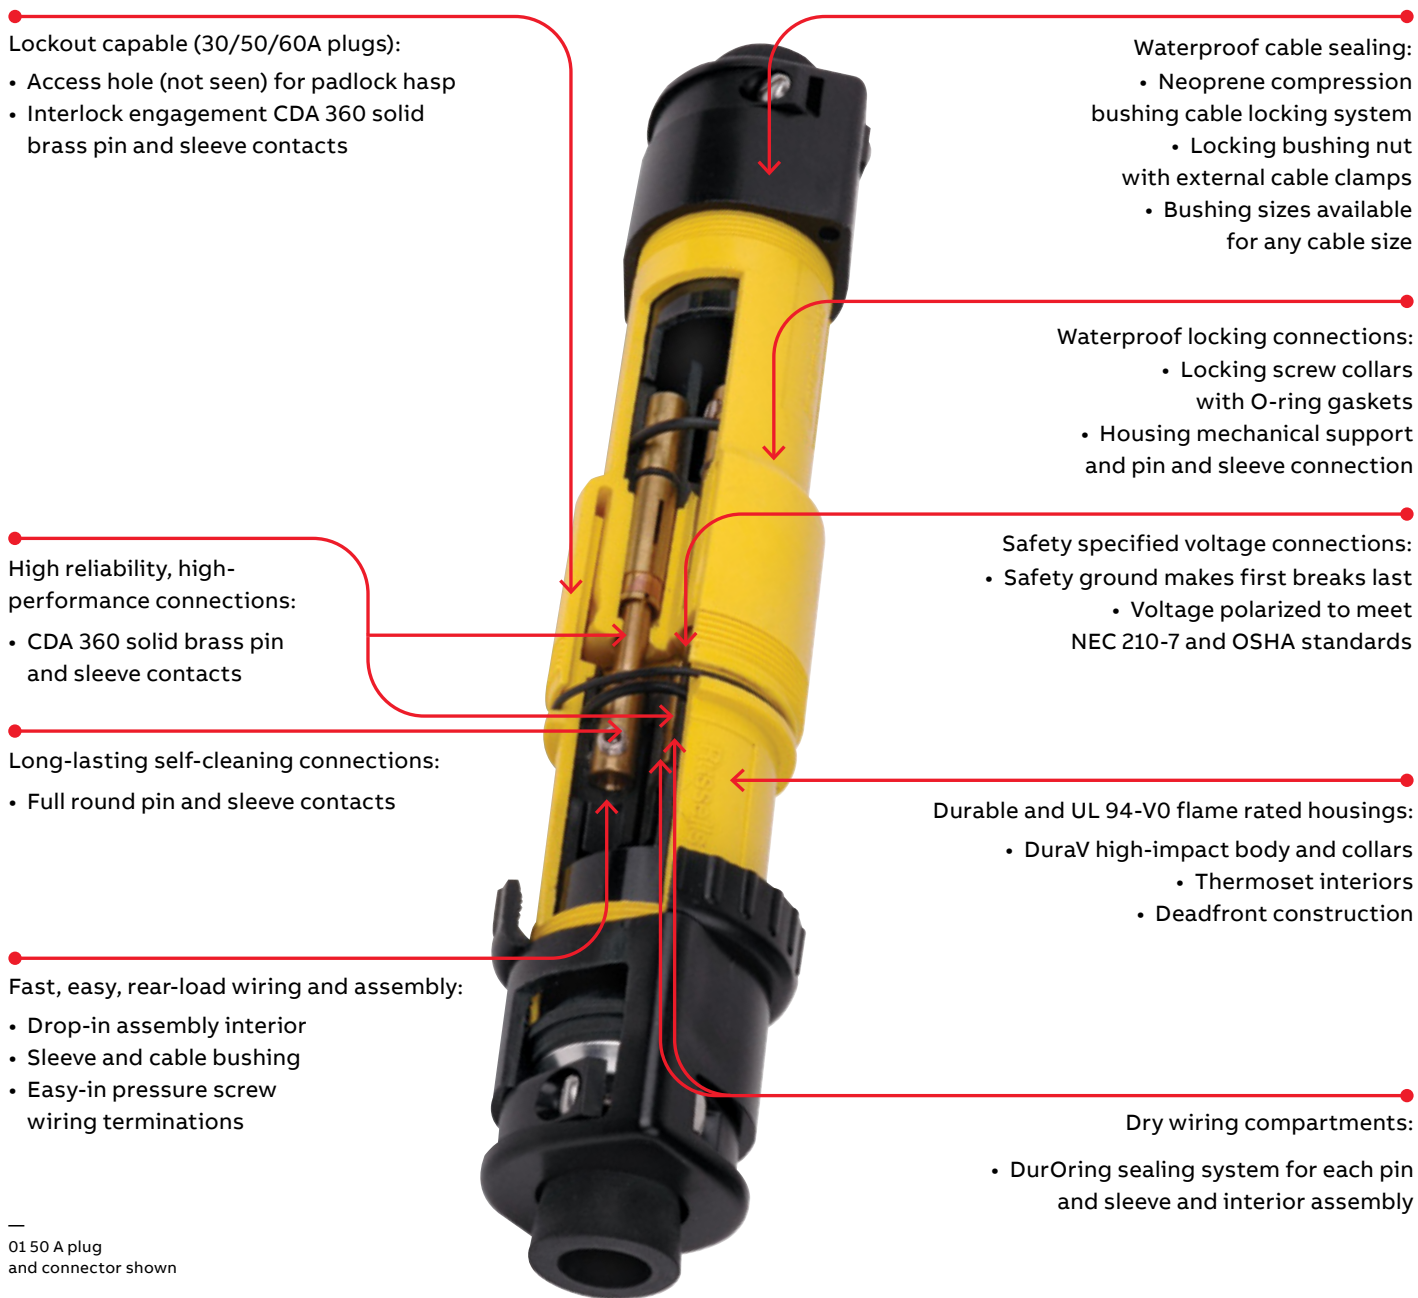 Lockout capable (30/50/60A plugs):
• Access hole (not seen) for padlock hasp
• Interlock engagement CDA 360 solid
brass pin and sleeve contacts
High reliability, high-
performance connections:
• CDA 360 solid brass pin
and sleeve contacts
Long-lasting self-cleaning connections:
• Full round pin and sleeve contacts
Fast, easy, rear-load wiring and assembly:
• Drop-in assembly interior
• Sleeve and cable bushing
• Easy-in pressure screw
wiring terminations
—
01 50 A plug
and connector shown
Waterproof cable sealing:
• Neoprene compression
bushing cable locking system
• Locking bushing nut
with external cable clamps
• Bushing sizes available
for any cable size
Waterproof locking connections:
• Locking screw collars
with O-ring gaskets
• Housing mechanical support
and pin and sleeve connection
Safety specified voltage connections:
• Safety ground makes first breaks last
• Voltage polarized to meet
NEC 210-7 and OSHA standards
Durable and UL 94-V0 flame rated housings:
• DuraV high-impact body and collars
• Thermoset interiors
• Deadfront construction
Dry wiring compartments:
• DurOring sealing system for each pin
and sleeve and interior assembly